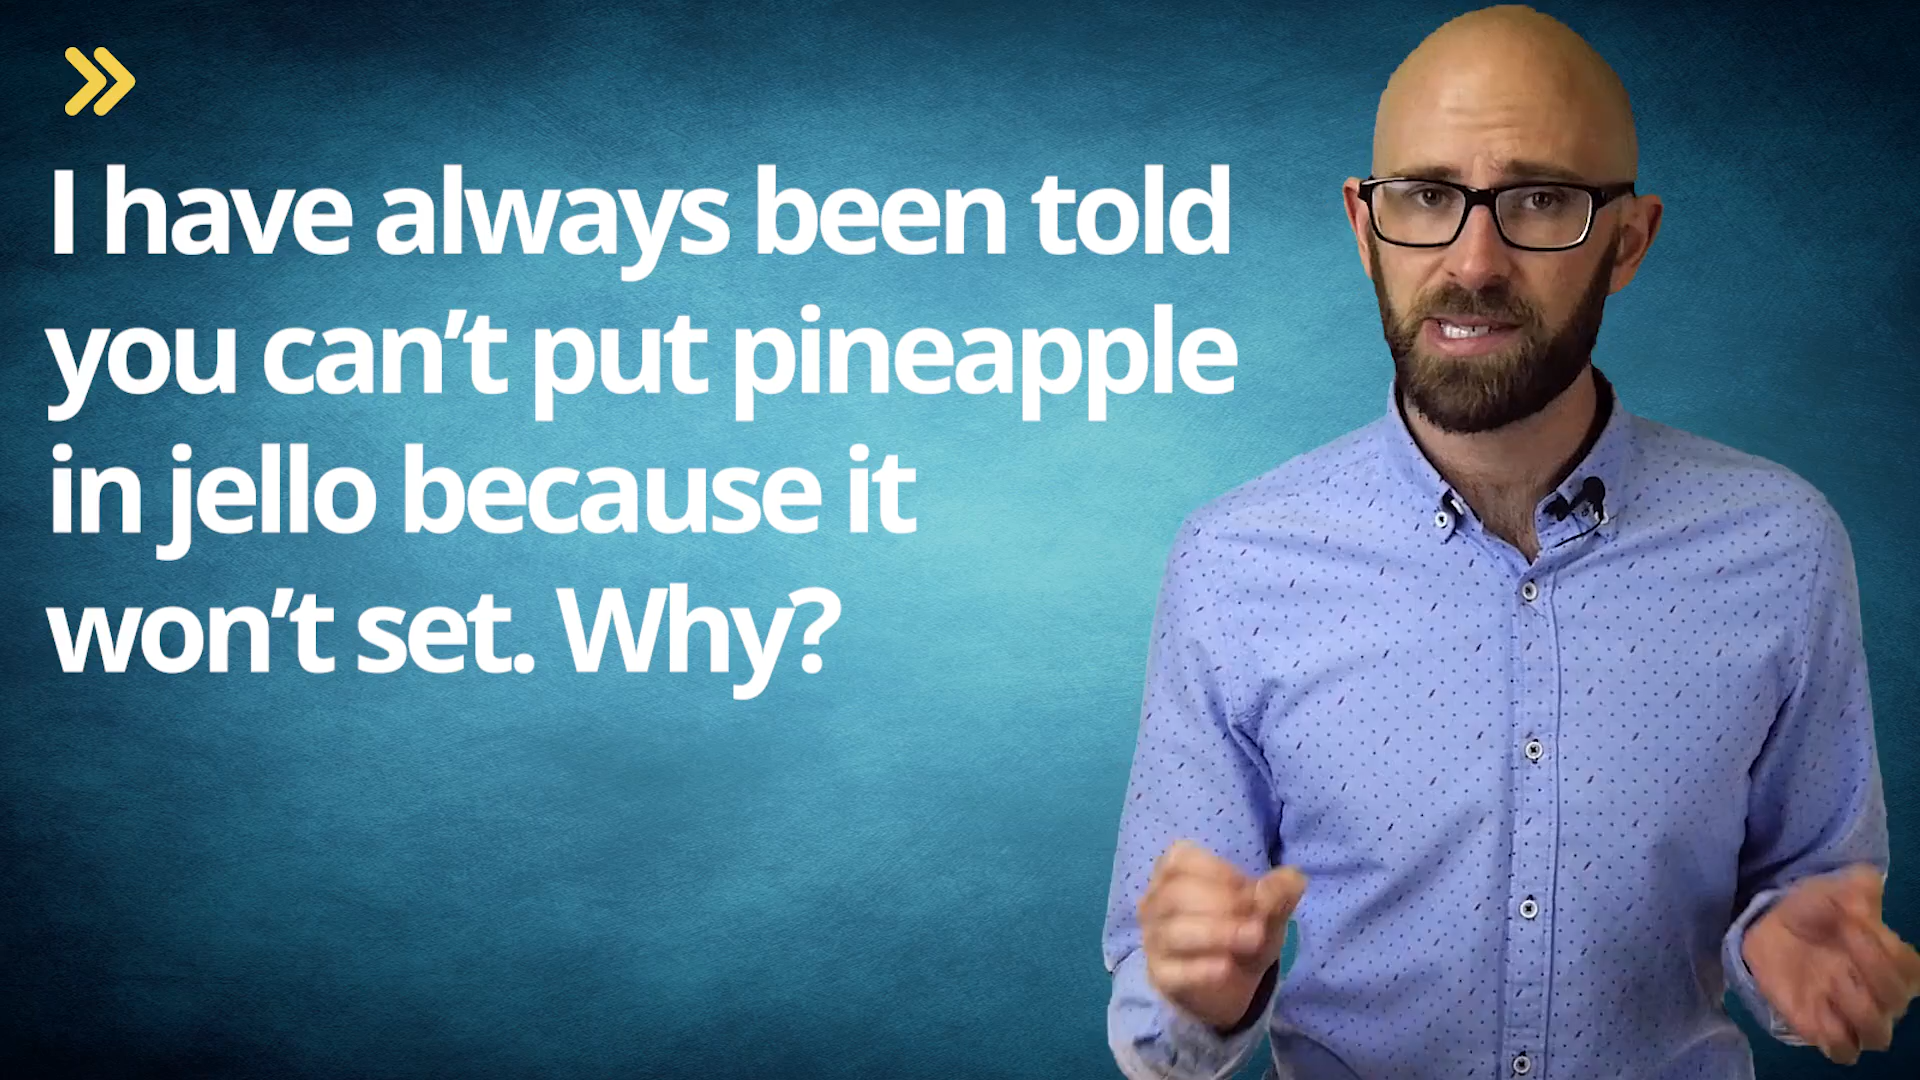 I have always been told
you can’t put pineapple
in jello because it
won’t set. Why?